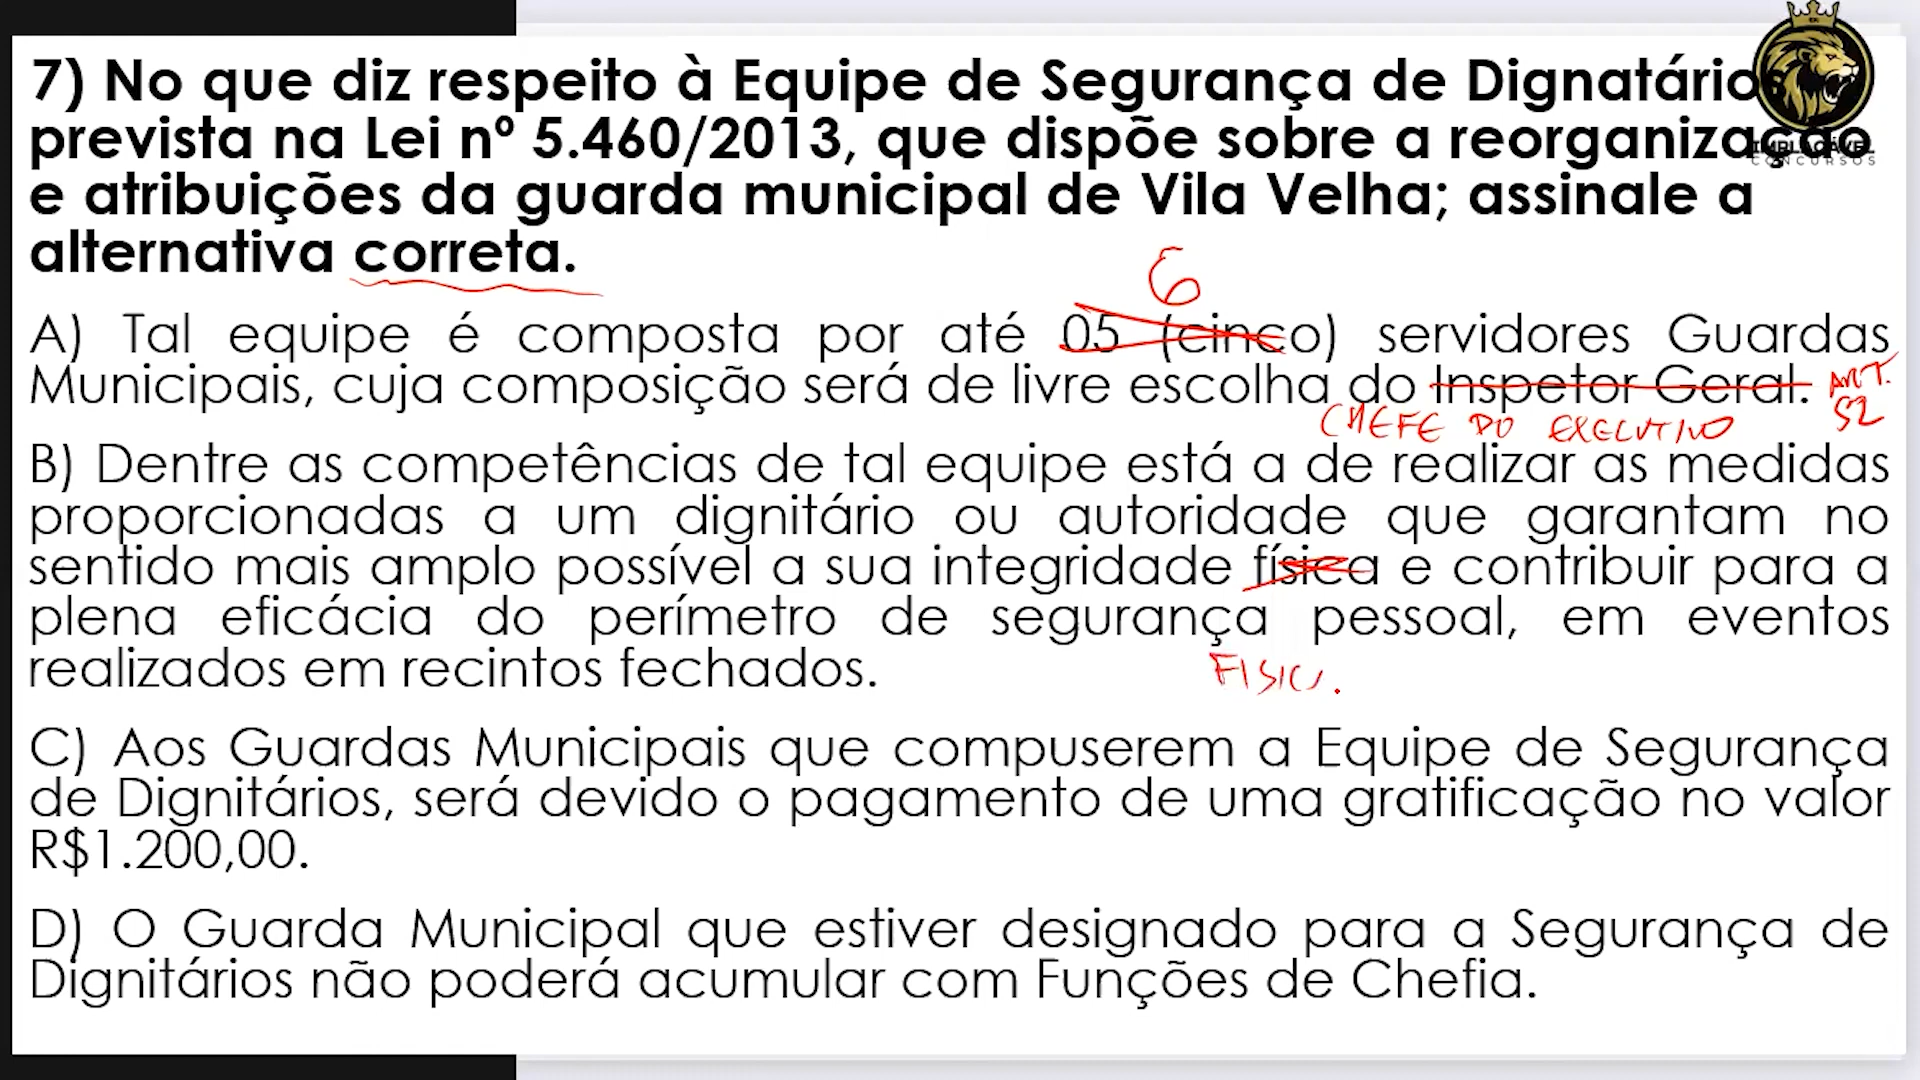 7) No que diz respeito à Equipe de Segurança de Dignatários
prevista na Lei nº 5.460/2013, que dispõe sobre a reorganização
IMPLACÁVEL
CONCURSOS
e atribuições da guarda municipal de Vila Velha; assinale a
alternativa correta.
6
A) Tal equipe é composta por até 05 (cinco) servidores Guardas
Municipais, cuja composição será de livre escolha do Inspetor Geral. ART.
52
CHEFE DO EXECUTIVO
B) Dentre as competências de tal equipe está a de realizar as medidas
proporcionadas a um dignitário ou autoridade que garantam no
sentido mais amplo possível a sua integridade física e contribuir para a
plena eficácia do perímetro de segurança pessoal, em eventos
realizados em recintos fechados.
C) Aos Guardas Municipais que compuserem a Equipe de Segurança
de Dignitários, será devido o pagamento de uma gratificação no valor
R$1.200,00.
D) O Guarda Municipal que estiver designado para a Segurança de
Dignitários não poderá acumular com Funções de Chefia.